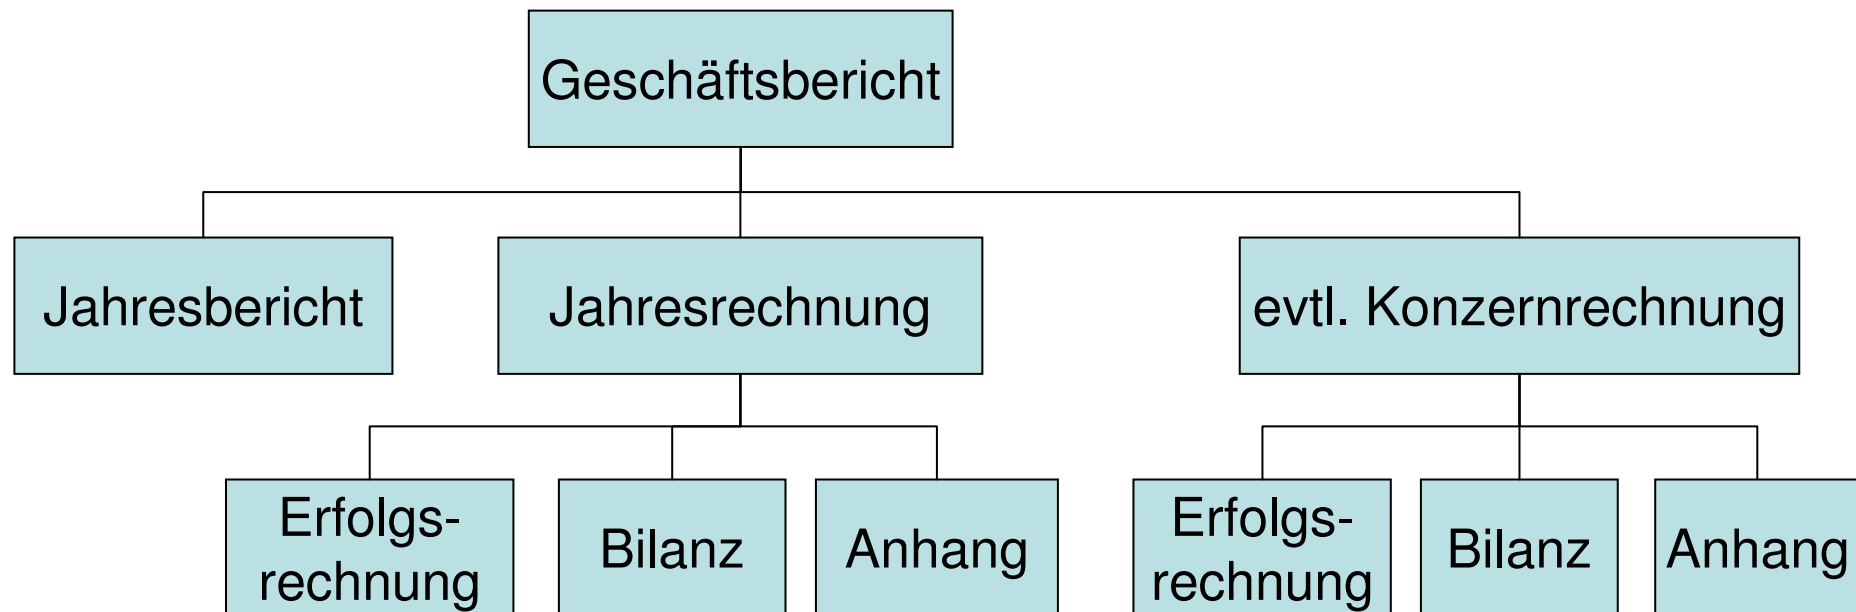 Geschäftsbericht
Jahresbericht
Jahresrechnung
evtl. Konzernrechnung
Erfolgs-
rechnung
Bilanz
Anhang
Erfolgs-
rechnung
Bilanz
Anhang